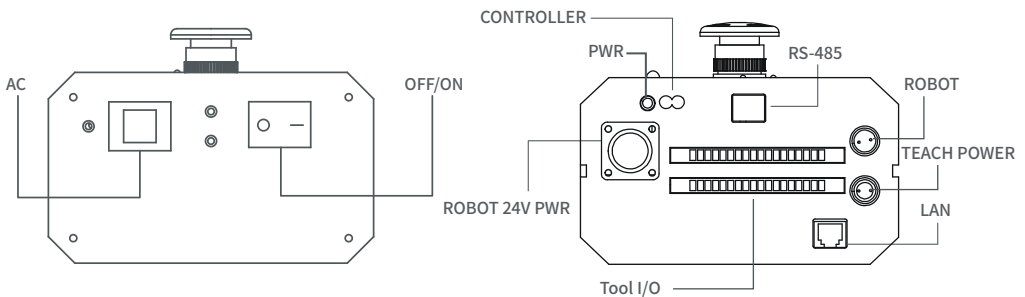 CONTROLLER
PWR
RS-485
AC
OFF/ON
ROBOT
TEACH POWER
ROBOT 24V PWR
LAN
Tool I/O